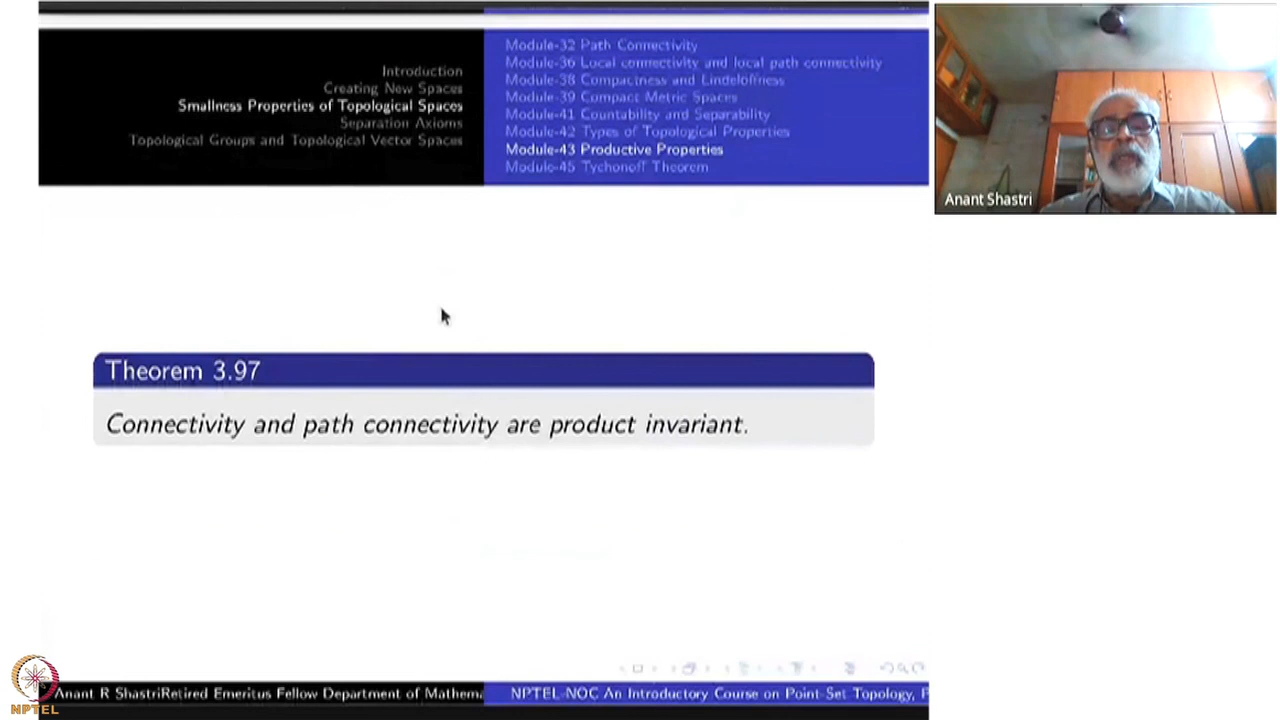 Introduction
Creating New Spaces
Smallness Properties of Topological Spaces
Separation Axioms
Topological Groups and Topological Vector Spaces
Module-32 Path Connectivity
Module-36 Local connectivity and local path connectivity
Module-38 Compactness and Lindeloffness
Module-39 Compact Metric Spaces
Module-41 Countability and Separability
Module-42 Types of Topological Properties
Module-43 Productive Properties
Module-45 Tychonoff Theorem
Anant Shastri
Theorem 3.97
Connectivity and path connectivity are product invariant.
NPTEL
Anant R ShastriRetired Emeritus Fellow Department of Mathema
NPTEL-NOC An Introductory Course on Point-Set Topology, P